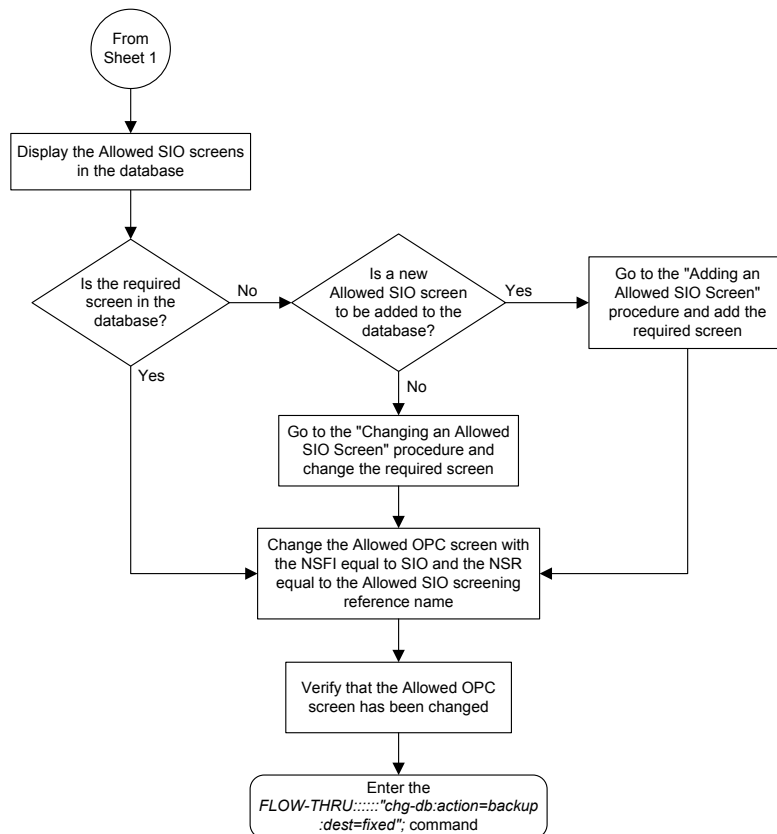 From
Sheet 1
Display the Allowed SIO screens
in the database
Is the required
screen in the
database?
No
Yes
Is a new
Allowed SIO screen
to be added to the
database?
Yes
No
Go to the "Adding an
Allowed SIO Screen"
procedure and add the
required screen
Go to the "Changing an Allowed
SIO Screen" procedure and
change the required screen
Change the Allowed OPC screen with
the NSFI equal to SIO and the NSR
equal to the Allowed SIO screening
reference name
Verify that the Allowed OPC
screen has been changed
Enter the
FLOW-THRU::::::"chg-db:action=backup
:dest=fixed"; command